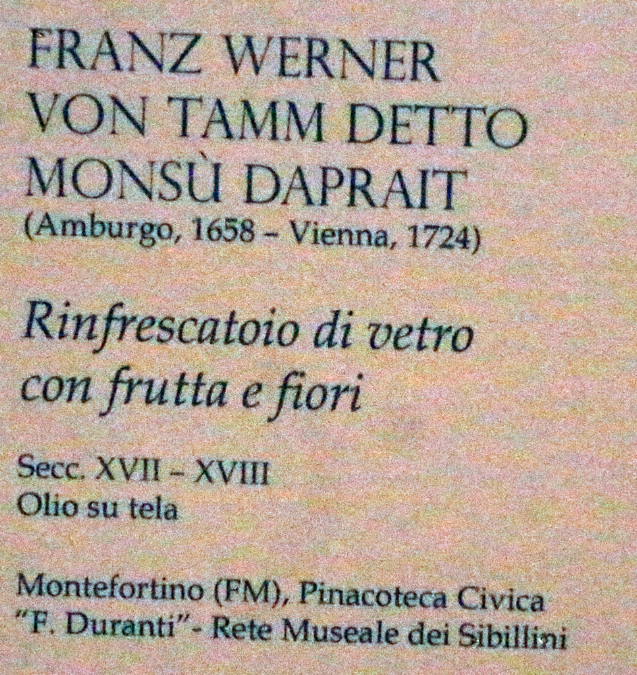 FRANZ WERNER
VON TAMM DETTO
MONSÙ DAPRAIT
(Amburgo, 1658 – Vienna, 1724)
Rinfrescatoio di vetro
con frutta e fiori
Secc. XVII – XVIII
Olio su tela
Montefortino (FM), Pinacoteca Civica
“F. Duranti”- Rete Museale dei Sibillini